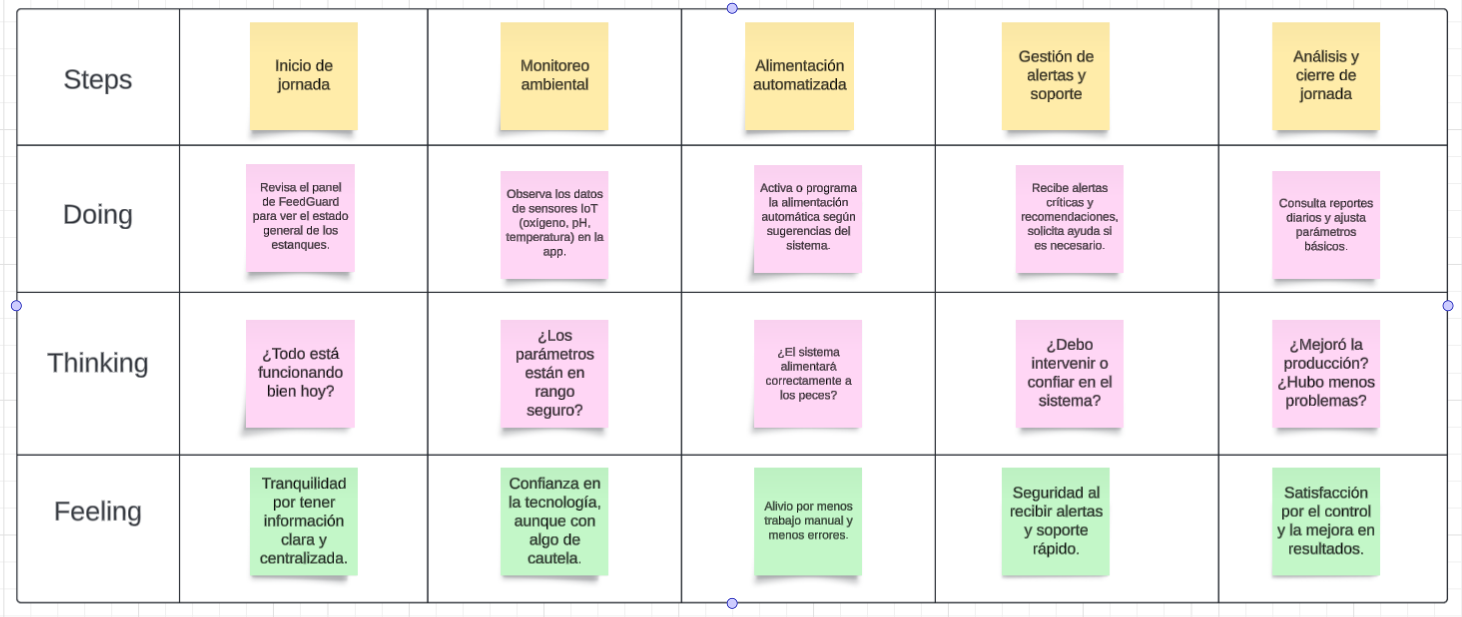 Steps
Inicio de
jornada
Monitoreo
ambiental
Alimentación
automatizada
Gestión de
alertas y
soporte
Análisis y
cierre de
jornada
Doing
Revisa el panel
de FeedGuard
para ver el estado
general de los
estanques.
Observa los datos
de sensores IoT
(oxígeno, pH,
temperatura) en la
app.
Activa o programa
la alimentación
automática según
sugerencias del
sistema.
Recibe alertas
críticas y
recomendaciones,
solicita ayuda si
es necesario.
Consulta reportes
diarios y ajusta
parámetros
básicos.
Thinking
¿Todo está
funcionando
bien hoy?
¿Los
parámetros
están en
rango
seguro?
¿El sistema
alimentará
correctamente a
los peces?
¿Debo
intervenir o
confiar en el
sistema?
¿Mejoró la
producción?
¿Hubo menos
problemas?
Feeling
Tranquilidad
por tener
información
clara y
centralizada.
Confianza en
la tecnología,
aunque con
algo de
cautela.
Alivio por menos
trabajo manual y
menos errores.
Seguridad al
recibir alertas
y soporte
rápido.
Satisfacción
por el control
y la mejora en
resultados.